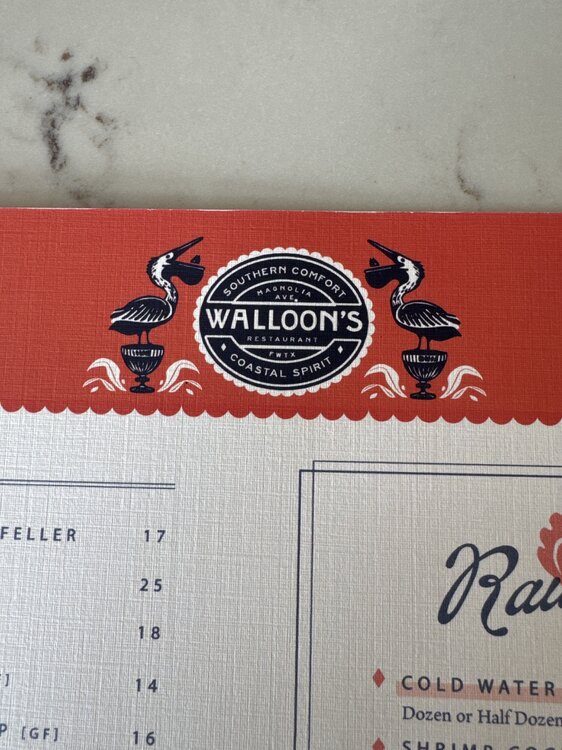 SOUTHERN COMFORT
MAGNOLIA
AVE.
WALLOON'S
RESTAURANT
FWTX
COASTAL SPIRIT
FELLER 17
25
18
]
14
P [GF] 16
Raw
COLD WATER
Dozen or Half Dozen